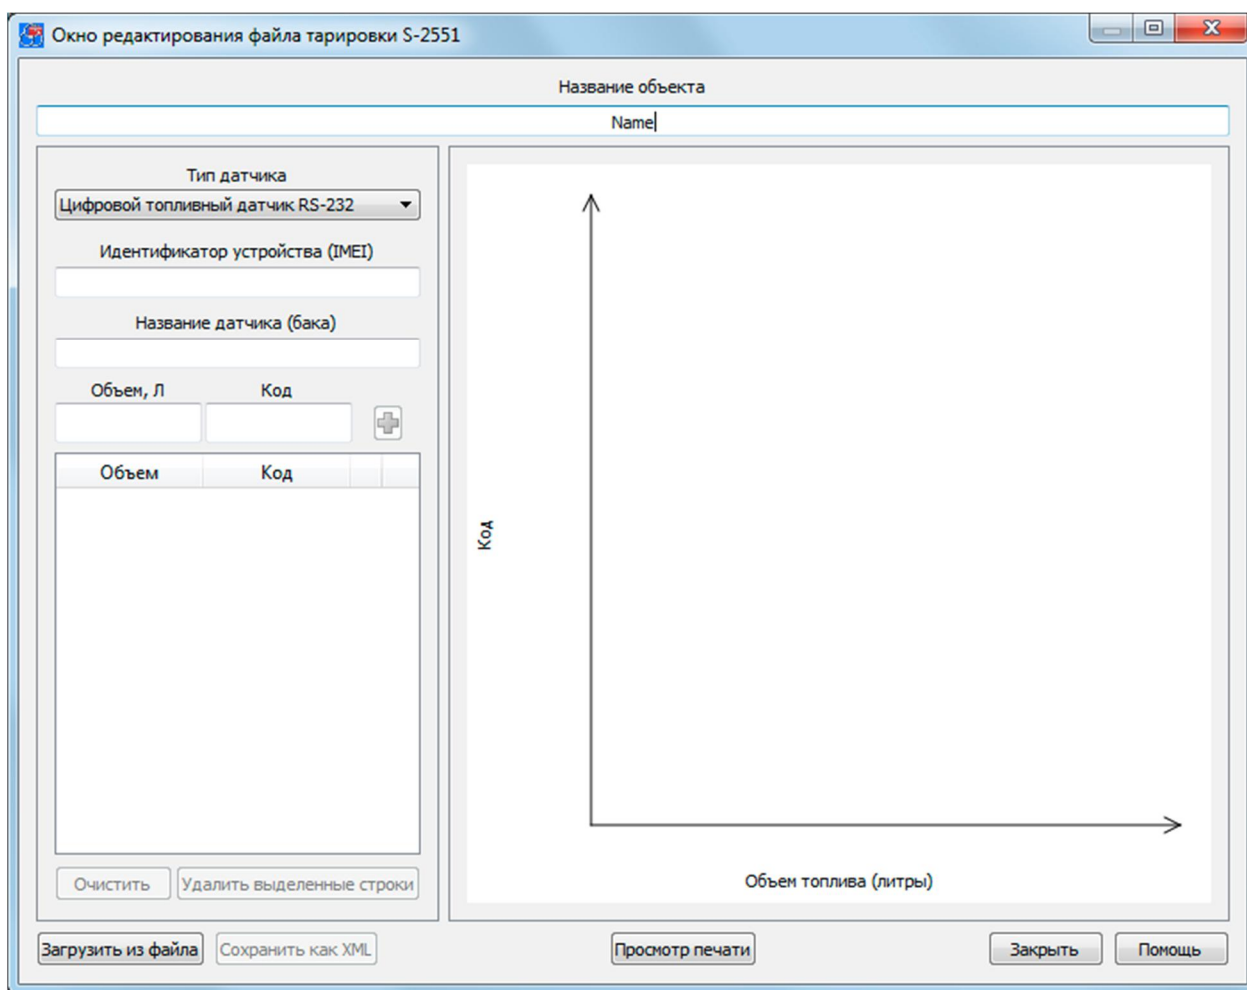 Окно редактирования файла тарировки S-2551
Название объекта
Name
Тип датчика
Цифровой топливный датчик RS-232
Идентификатор устройства (IMEI)
Название датчика (бака)
Объем, Л Код
Объем Код
Код
Объем топлива (литры)
Очистить Удалить выделенные строки
Загрузить из файла Сохранить как XML Просмотр печати Закрыть Помощь